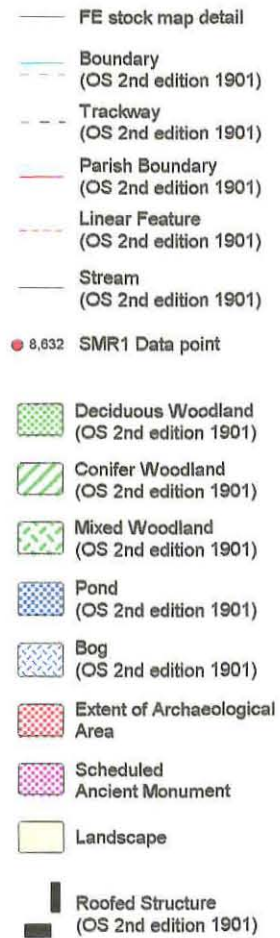 FE stock map detail
Boundary
(OS 2nd edition 1901)
Trackway
(OS 2nd edition 1901)
Parish Boundary
(OS 2nd edition 1901)
Linear Feature
(OS 2nd edition 1901)
Stream
(OS 2nd edition 1901)
8,632 SMR1 Data point
Deciduous Woodland
(OS 2nd edition 1901)
Conifer Woodland
(OS 2nd edition 1901)
Mixed Woodland
(OS 2nd edition 1901)
Pond
(OS 2nd edition 1901)
Bog
(OS 2nd edition 1901)
Extent of Archaeological
Area
Scheduled
Ancient Monument
Landscape
Roofed Structure
(OS 2nd edition 1901)